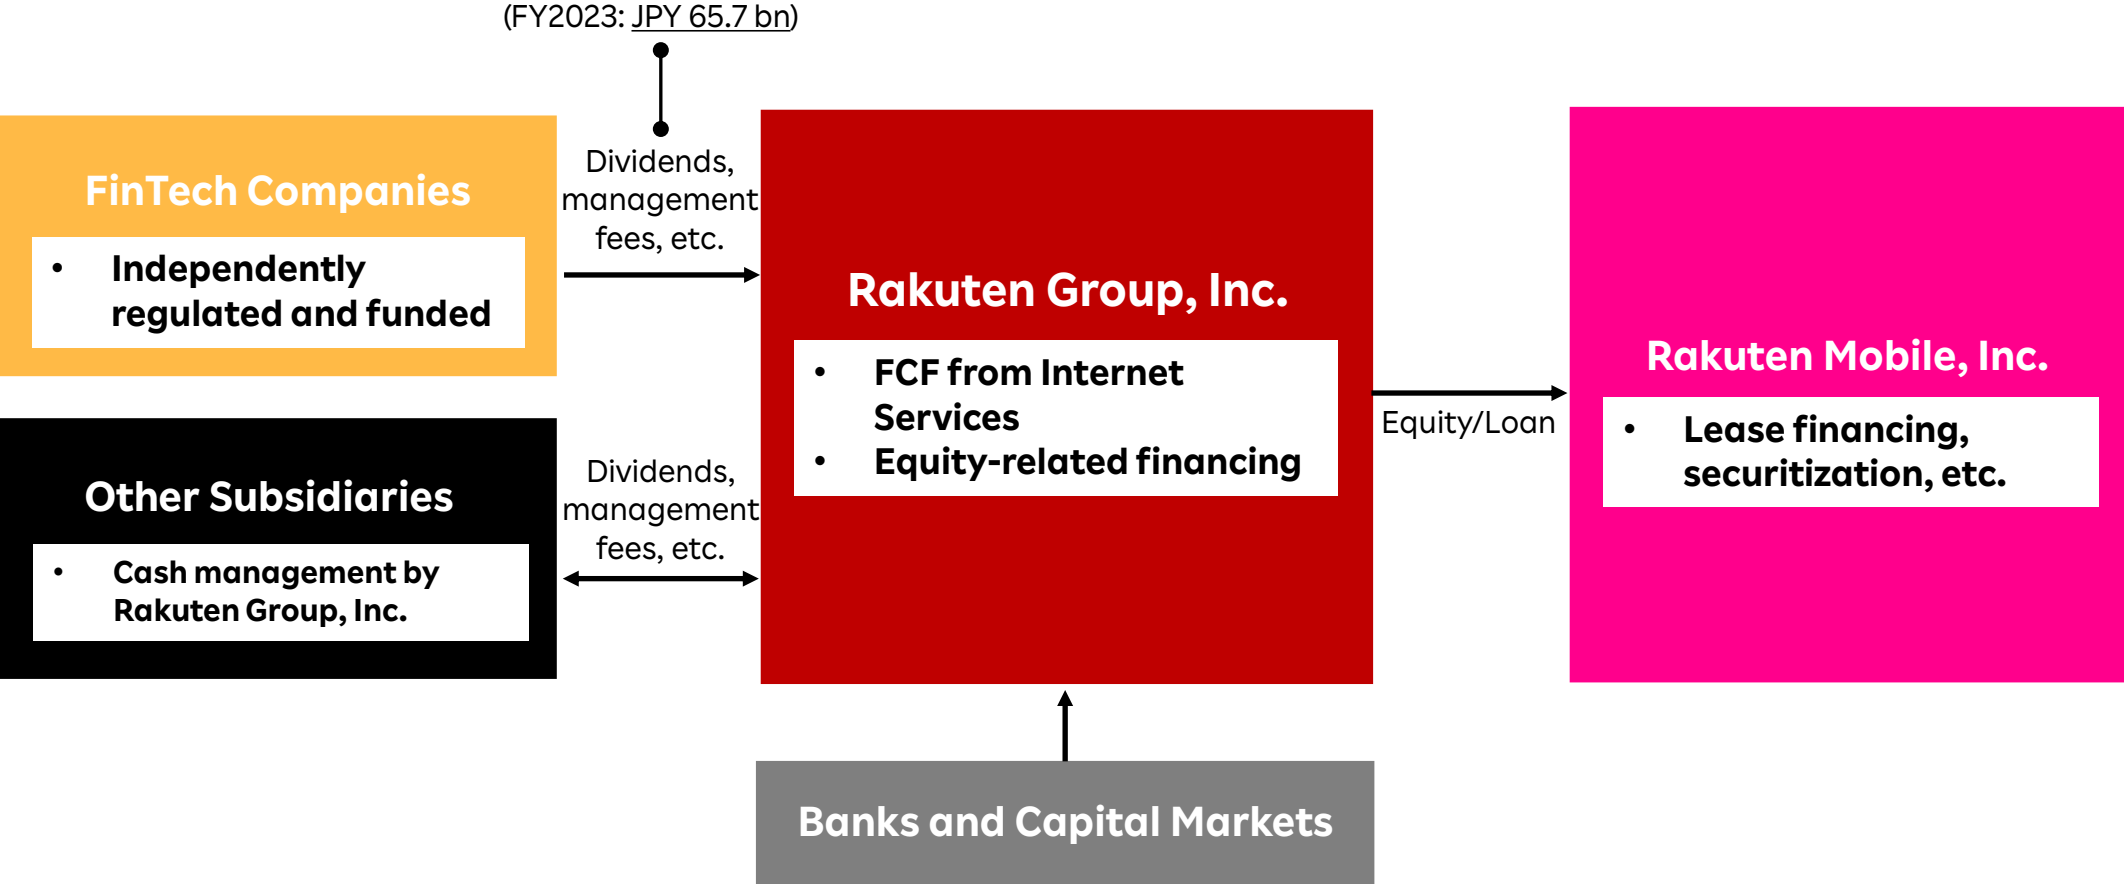 (FY2023: JPY 65.7 bn)
FinTech Companies
• Independently
regulated and funded
Dividends,
management
fees, etc.
Other Subsidiaries
• Cash management by
Rakuten Group, Inc.
Dividends,
management
fees, etc.
Rakuten Group, Inc.
• FCF from Internet
Services
• Equity-related financing
Equity/Loan
Rakuten Mobile, Inc.
• Lease financing,
securitization, etc.
Banks and Capital Markets